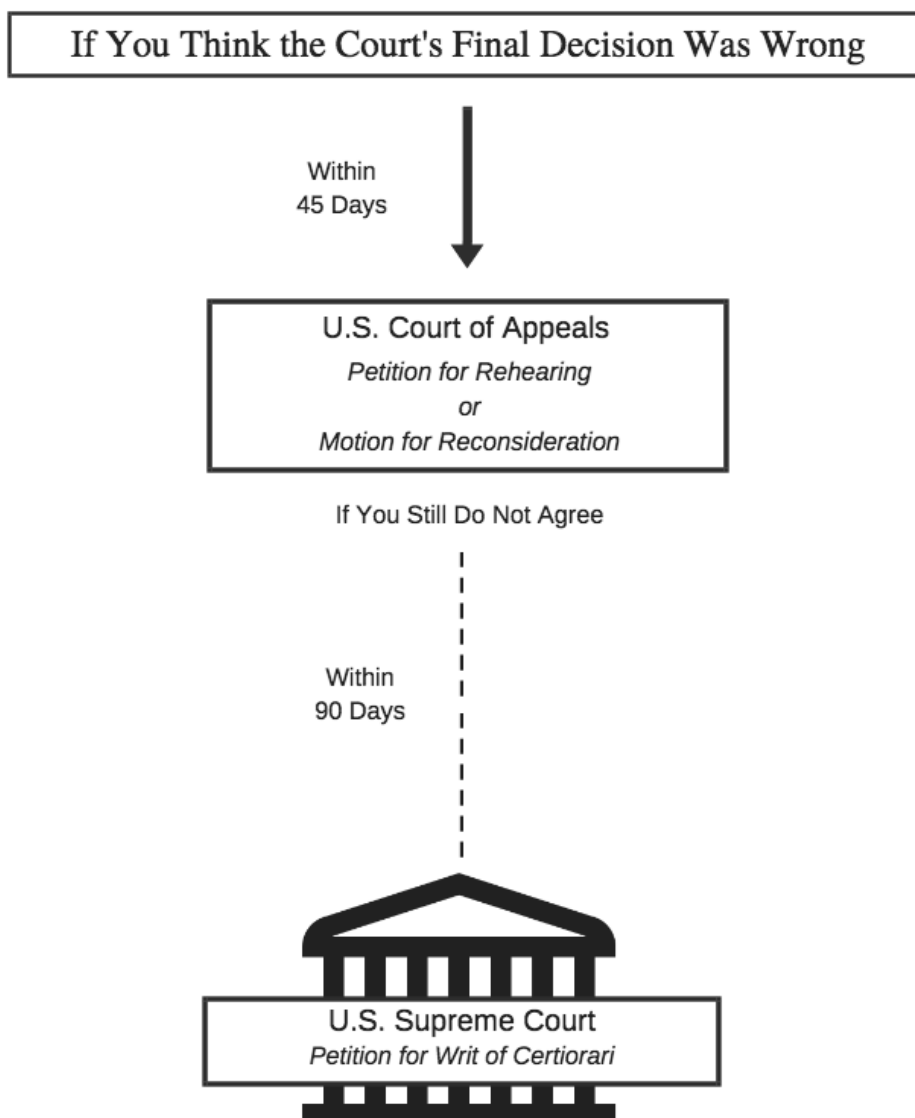 If You Think the Court's Final Decision Was Wrong
Within
45 Days
U.S. Court of Appeals
Petition for Rehearing
or
Motion for Reconsideration
If You Still Do Not Agree
Within
90 Days
U.S. Supreme Court
Petition for Writ of Certiorari